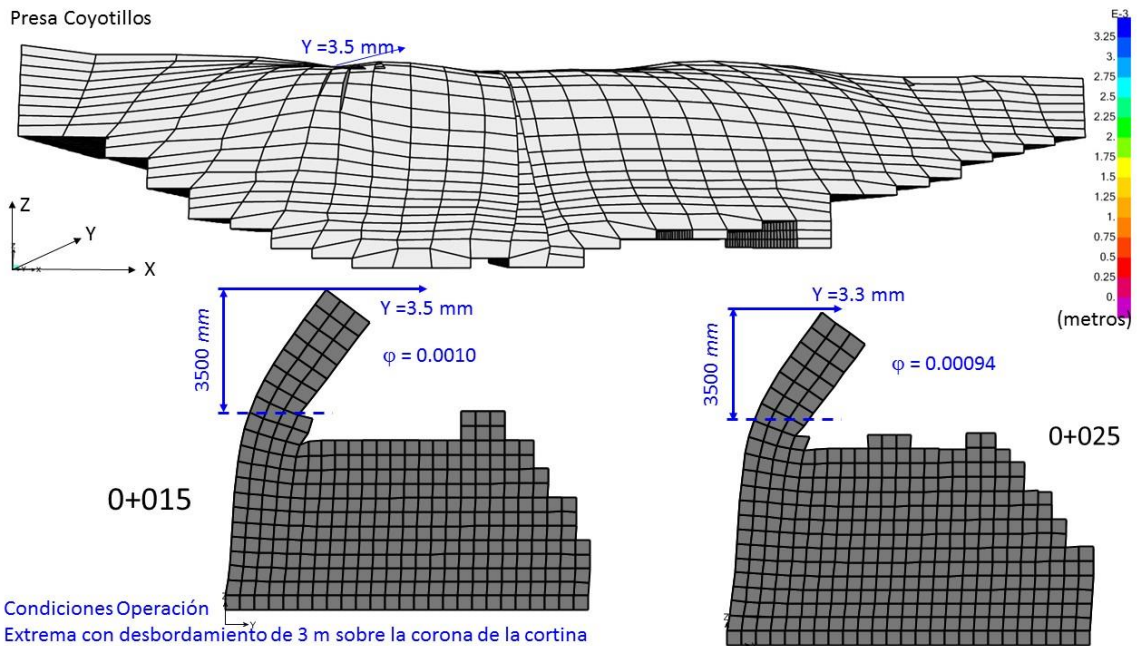 Presa Coyotillos
Y =3.5 mm
E-3
3.25
3.
2.75
2.5
2.25
2.
1.75
1.5
1.25
1.
0.75
0.5
0.25
0.
(metros)
Z
Y
X
Y =3.5 mm
3500 mm
φ = 0.0010
0+015
Y =3.3 mm
3500 mm
φ = 0.00094
0+025
Condiciones Operación
Extrema con desbordamiento de 3 m sobre la corona de la cortina